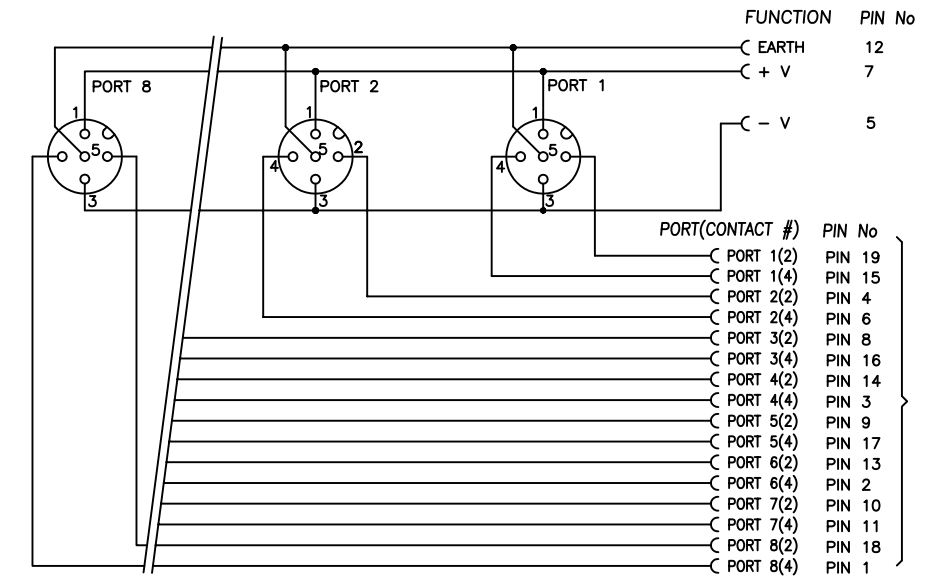 FUNCTION PIN No
EARTH 12
+ V 7
PORT 8 PORT 2 PORT 1
1 1 1
- V 5
5 5 2 5
4 4
3 3 3
PORT(CONTACT #) PIN No
PORT 1(2) PIN 19
PORT 1(4) PIN 15
PORT 2(2) PIN 4
PORT 2(4) PIN 6
PORT 3(2) PIN 8
PORT 3(4) PIN 16
PORT 4(2) PIN 14
PORT 4(4) PIN 3
PORT 5(2) PIN 9
PORT 5(4) PIN 17
PORT 6(2) PIN 13
PORT 6(4) PIN 2
PORT 7(2) PIN 10
PORT 7(4) PIN 11
PORT 8(2) PIN 18
PORT 8(4) PIN 1